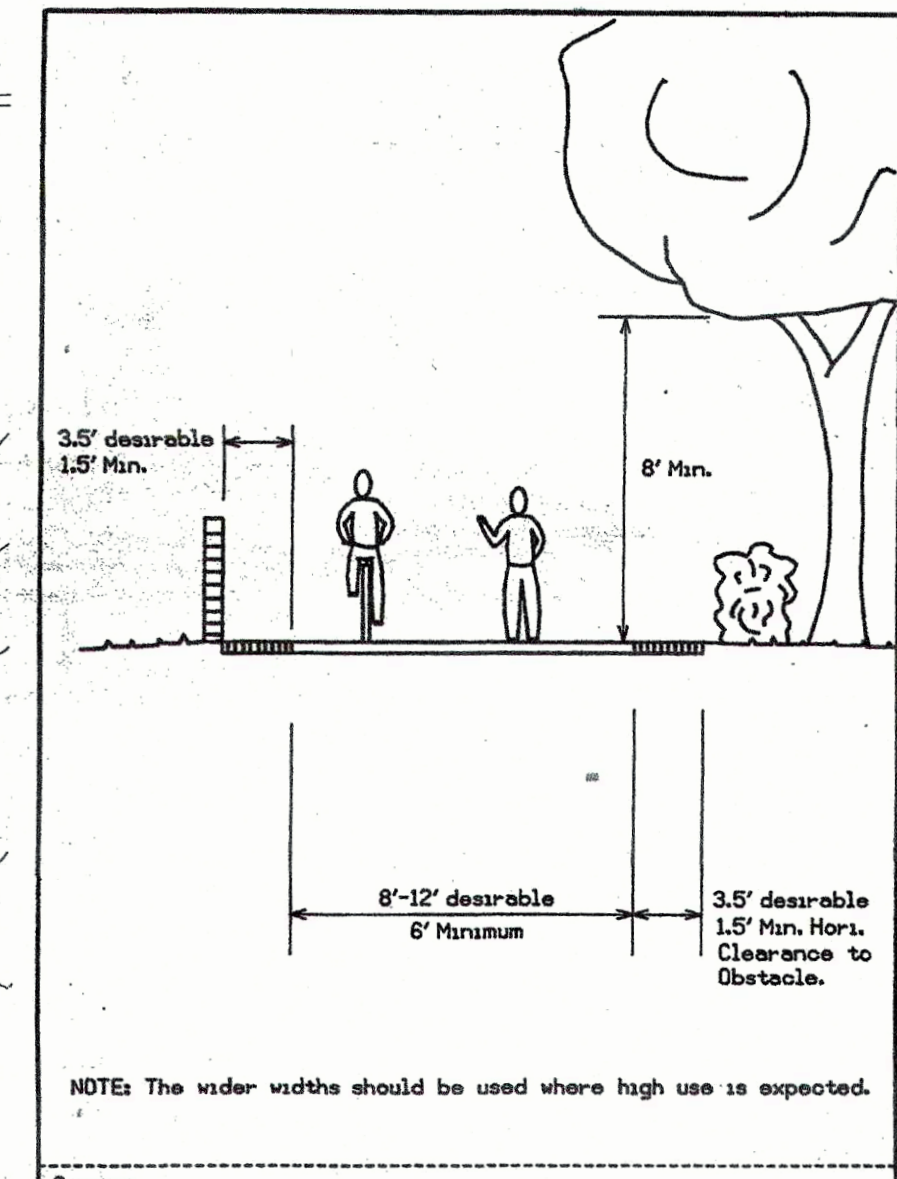 3.5' desirable
1.5' Min.
8' Min.
8'-12' desirable
6' Minimum
3.5' desirable
1.5' Min. Hori.
Clearance to
Obstacle.
NOTE: The wider widths should be used where high use is expected.